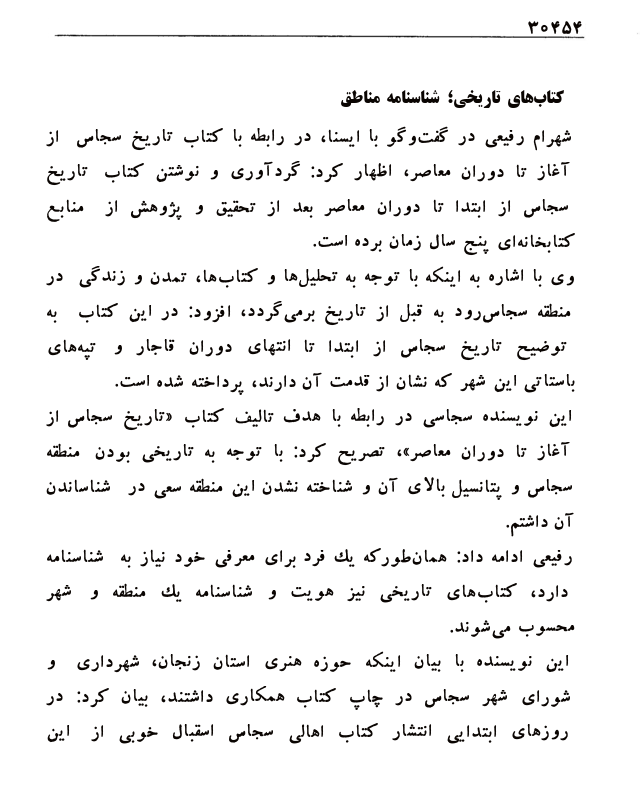 ۳۰۴۵۴
کتاب‌های تاریخی؛ شناسنامه مناطق
شهرام رفیعی در گفت‌وگو با ایسنا، در رابطه با کتاب تاریخ سجاس از
آغاز تا دوران معاصر، اظهار کرد: گردآوری و نوشتن کتاب تاریخ
سجاس از ابتدا تا دوران معاصر بعد از تحقیق و پژوهش از منابع
کتابخانه‌ای پنج سال زمان برده است.
وی با اشاره به اینکه با توجه به تحلیل‌ها و کتاب‌ها، تمدن و زندگی در
منطقه سجاس‌رود به قبل از تاریخ برمی‌گردد، افزود: در این کتاب به
توضیح تاریخ سجاس از ابتدا تا انتهای دوران قاجار و تپه‌های
باستاتی این شهر که نشان از قدمت آن دارند، پرداخته شده است.
این نویسنده سجاسی در رابطه با هدف تالیف کتاب «تاریخ سجاس از
آغاز تا دوران معاصر»، تصریح کرد: با توجه به تاریخی بودن منطقه
سجاس و پتانسیل بالای آن و شناخته نشدن این منطقه سعی در شناساندن
آن داشتم.
رفیعی ادامه داد: همان‌طورکه یك فرد برای معرفی خود نیاز به شناسنامه
دارد، کتاب‌های تاریخی نیز هویت و شناسنامه یك منطقه و شهر
محسوب می‌شوند.
این نویسنده با بیان اینکه حوزه هنری استان زنجان، شهرداری و
شورای شهر سجاس در چاپ کتاب همکاری داشتند، بیان کرد: در
روزهای ابتدایی انتشار کتاب اهالی سجاس اسقبال خوبی از این